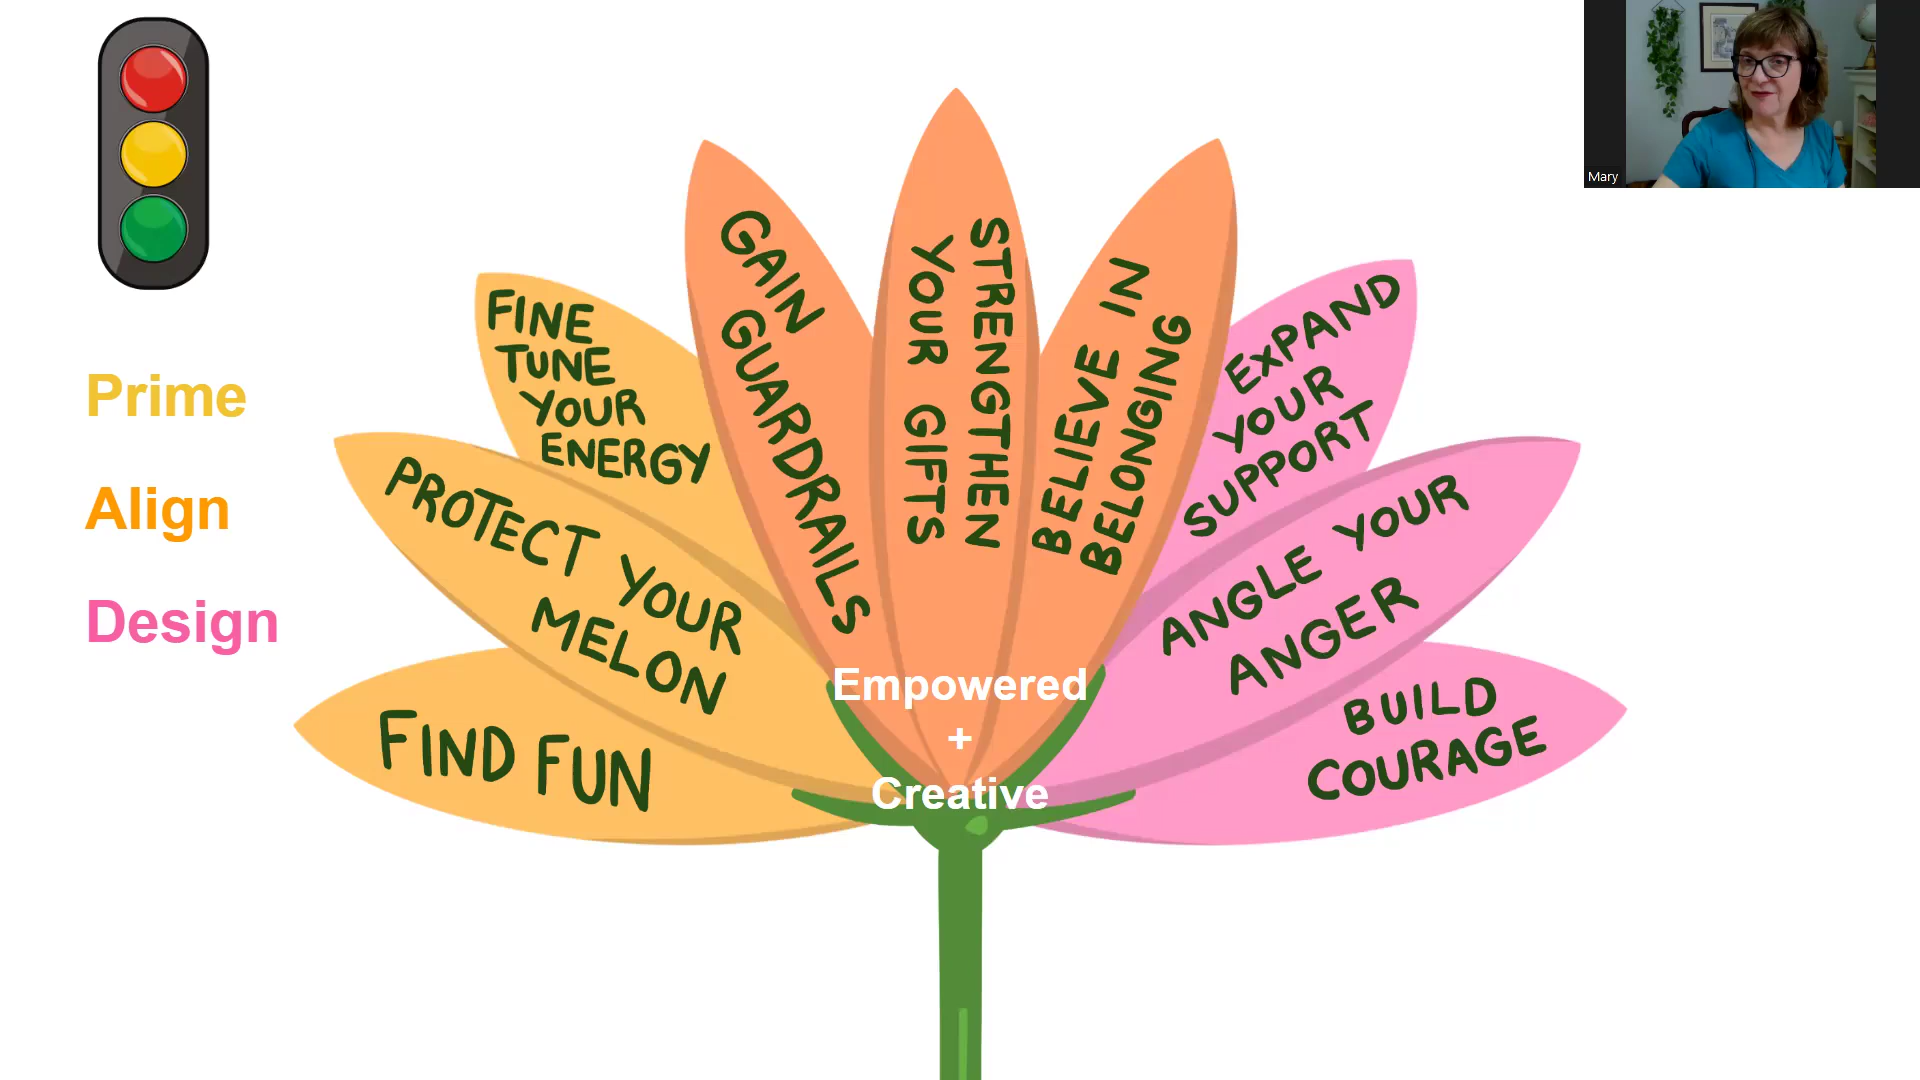 Mary
Prime
Align
Design
FIND FUN
PROTECT YOUR
MELON
FINE
TUNE
YOUR
ENERGY
GAIN
GUARDRAILS
STRENGTHEN
YOUR GIFTS
BELIEVE IN
BELONGING
EXPAND
YOUR
SUPPORT
ANGLE YOUR
ANGER
BUILD
COURAGE
Empowered
+
Creative